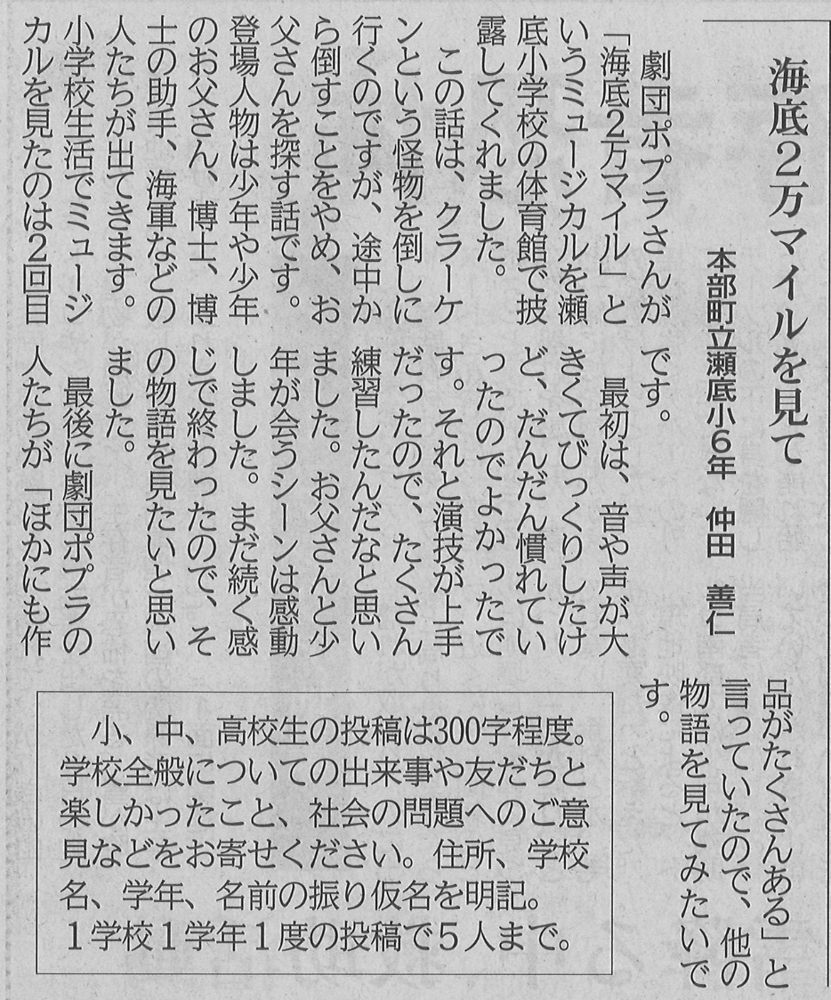 海底２万マイルを見て
本部町立瀬底小６年　仲田　善仁
　劇団ポプラさんが
「海底２万マイル」と
いうミュージカルを瀬
底小学校の体育館で披
露してくれました。
　この話は、クラーケ
ンという怪物を倒しに
行くのですが、途中か
ら倒すことをやめ、お
父さんを探す話です。
登場人物は少年や少年
のお父さん、博士、博
士の助手、海軍などの
人たちが出てきます。
小学校生活でミュージ
カルを見たのは２回目
です。
　最初は、音や声が大
きくてびっくりしたけ
ど、だんだん慣れてい
ったのでよかったで
す。それと演技が上手
だったので、たくさん
練習したんだなと思い
ました。お父さんと少
年が会うシーンは感動
しました。まだ続く感
じで終わったので、そ
の物語を見たいと思い
ました。
　最後に劇団ポプラの
人たちが「ほかにも作
品がたくさんある」と
言っていたので、他の
物語を見てみたいで
す。
　小、中、高校生の投稿は300字程度。
学校全般についての出来事や友だちと
楽しかったこと、社会の問題へのご意
見などをお寄せください。住所、学校
名、学年、名前の振り仮名を明記。
１学校１学年１度の投稿で５人まで。